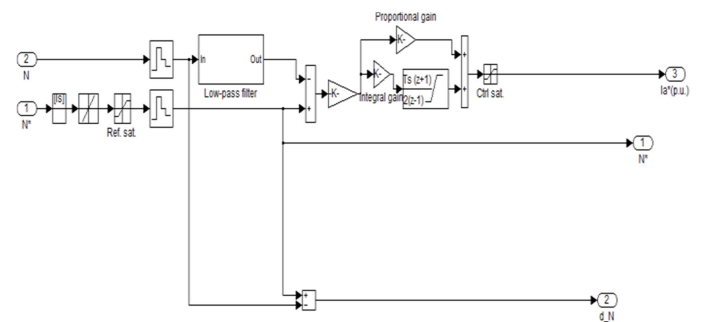 Proportional gain
2
N
In
Out
Low-pass filter
K-
K-
K-
Integral gain
Ts (z+1)
2(z-1)
Ctrl sat.
3
Ia*(p.u.)
1
N*
[IS]
Ref. sat.
1
N*
2
d_N